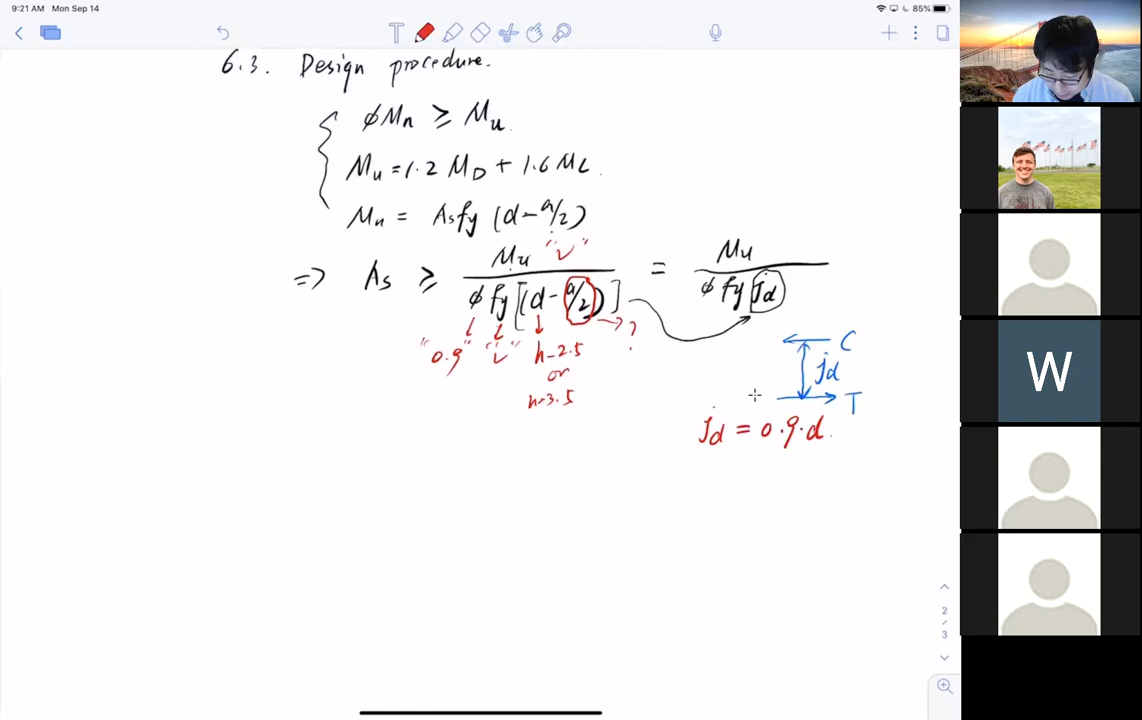 9:21 AM Mon Sep 14
85%
T
6.3. Design procedure.
ϕMn ≥ Mu.
Mu = 1.2 MD + 1.6 ML.
Mn = Asfy (d - a/2)
=> As ≥ Mu "✓" / ϕ fy [(d - a/2)] = Mu / ϕ fy jd
"0.9" "✓" h-2.5 ?
or
h-3.5
C
jd
T
jd = 0.9·d.
W
2
/
3